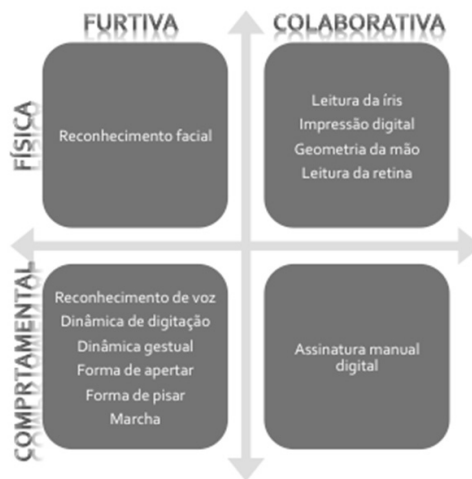 FURTIVA
COLABORATIVA
FÍSICA
Reconhecimento facial
Leitura da íris
Impressão digital
Geometria da mão
Leitura da retina
COMPRTAMENTAL
Reconhecimento de voz
Dinâmica de digitação
Dinâmica gestual
Forma de apertar
Forma de pisar
Marcha
Assinatura manual
digital